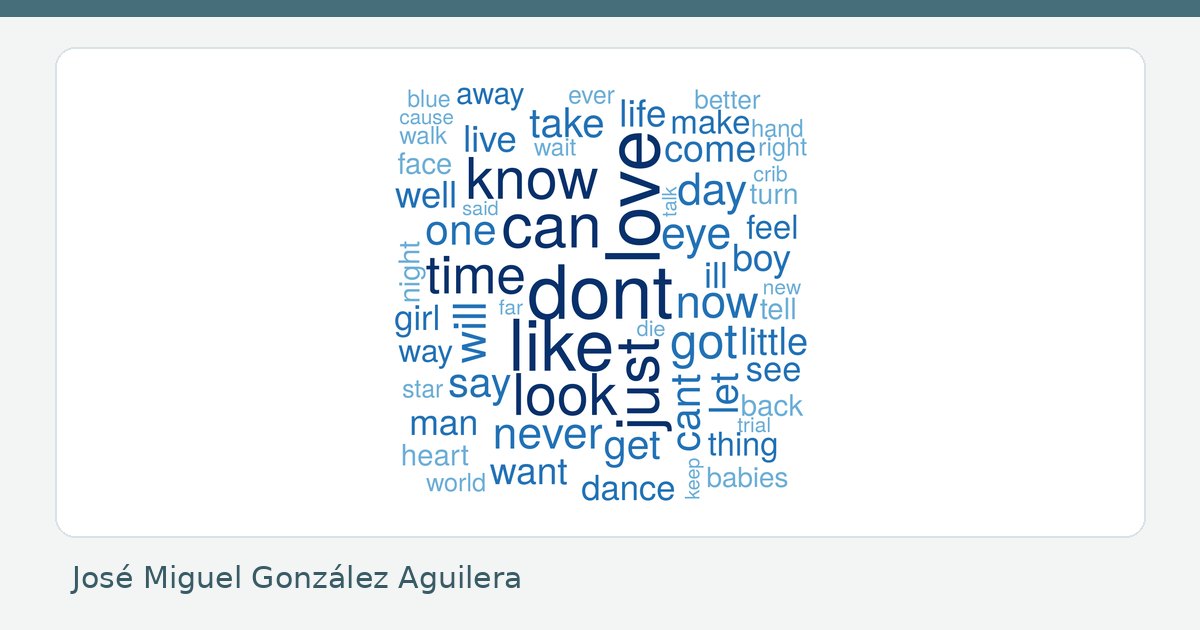 blue away ever life better
cause take make hand
walk live wait come right
face know love crib
well said talk day turn
one can eye feel
night time ill boy
dont now new
girl will far tell
way like die got little
star say look just cant let see
back
man never get trial
thing
heart want keep babies
world dance
José Miguel González Aguilera